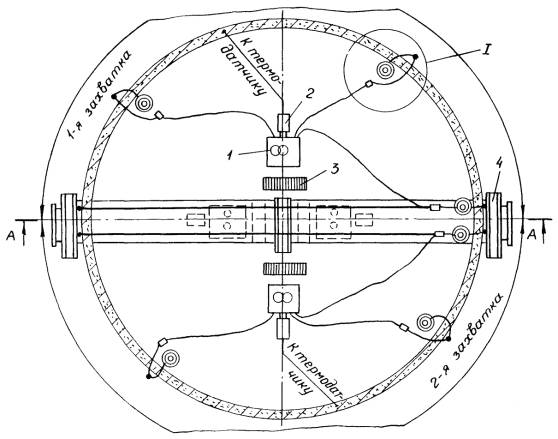 1-я захватка
К термо-
датчику
I
2
1
3
4
А
А
К термодат-
чику
2-я захватка